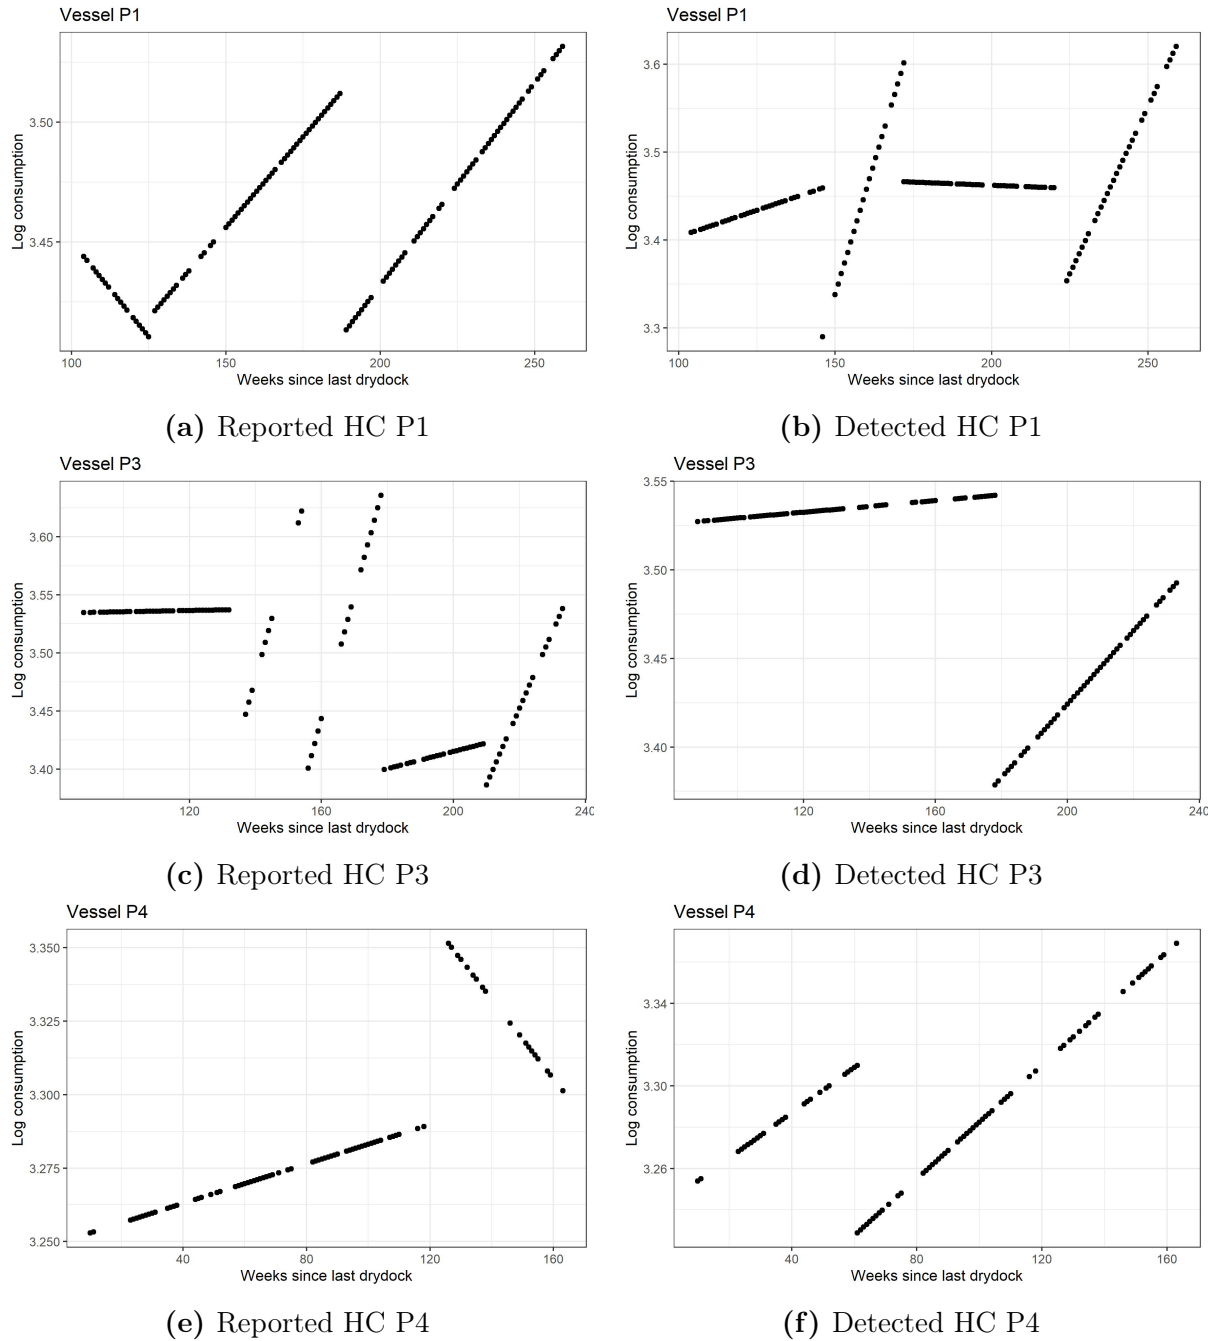 Vessel P1
Log consumption
3.50
3.45
100 150 200 250
Weeks since last drydock
(a) Reported HC P1
Vessel P1
Log consumption
3.6
3.5
3.4
3.3
100 150 200 250
Weeks since last drydock
(b) Detected HC P1
Vessel P3
Log consumption
3.60
3.55
3.50
3.45
3.40
120 160 200 240
Weeks since last drydock
(c) Reported HC P3
Vessel P3
Log consumption
3.55
3.50
3.45
3.40
120 160 200 240
Weeks since last drydock
(d) Detected HC P3
Vessel P4
Log consumption
3.350
3.325
3.300
3.275
3.250
40 80 120 160
Weeks since last drydock
(e) Reported HC P4
Vessel P4
Log consumption
3.34
3.30
3.26
40 80 120 160
Weeks since last drydock
(f) Detected HC P4